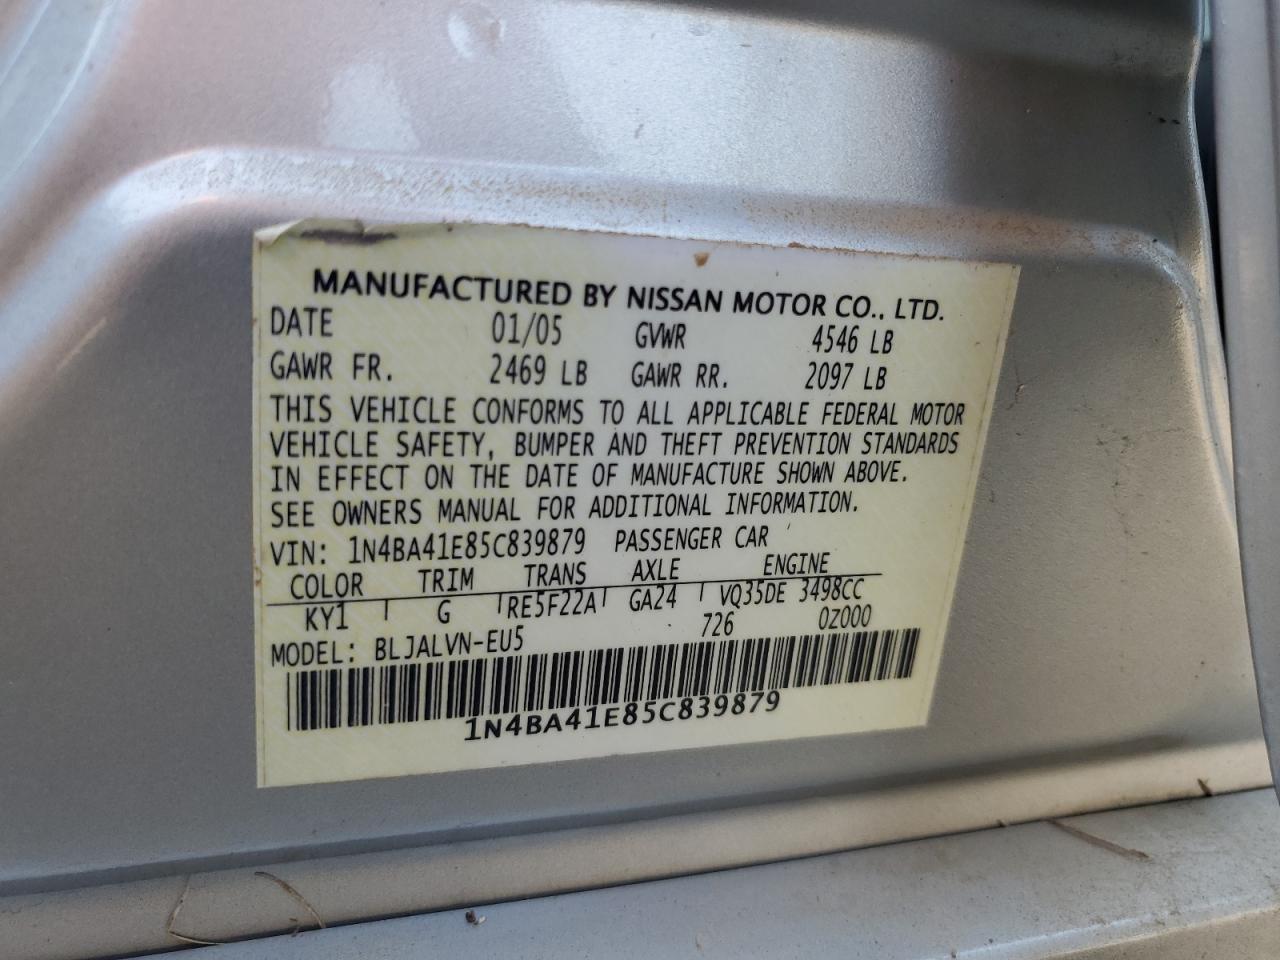 MANUFACTURED BY NISSAN MOTOR CO., LTD.
DATE 01/05 GVWR 4546 LB
GAWR FR. 2469 LB GAWR RR. 2097 LB
THIS VEHICLE CONFORMS TO ALL APPLICABLE FEDERAL MOTOR
VEHICLE SAFETY, BUMPER AND THEFT PREVENTION STANDARDS
IN EFFECT ON THE DATE OF MANUFACTURE SHOWN ABOVE.
SEE OWNERS MANUAL FOR ADDITIONAL INFORMATION.
VIN: 1N4BA41E85C839879 PASSENGER CAR
COLOR TRIM TRANS AXLE ENGINE
KY1 G RE5F22A GA24 VQ35DE 3498CC
MODEL: BLJALVN-EU5 726 0Z000
1N4BA41E85C839879